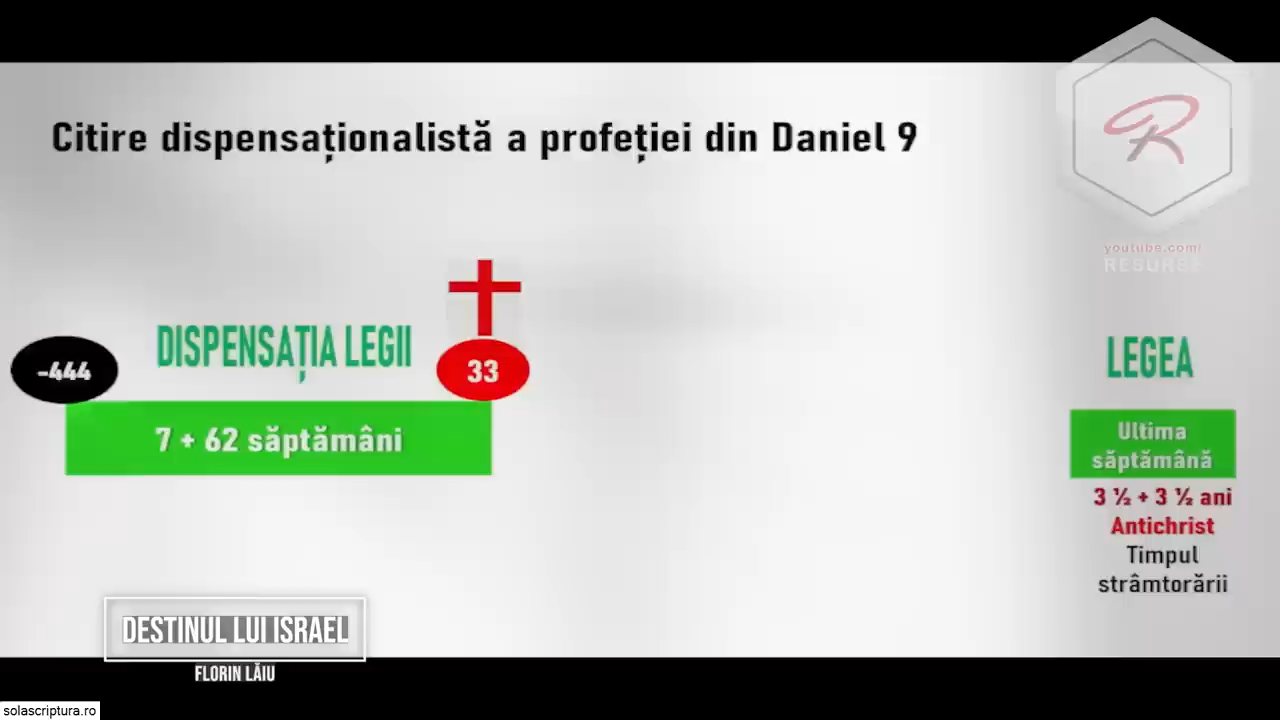 Citire dispensaționalistă a profeției din Daniel 9
youtube.com/
RESURSE
DISPENSAȚIA LEGII
-444
33
LEGEA
7 + 62 săptămâni
Ultima
săptămână
3 ½ + 3 ½ ani
Antichrist
Timpul
strâmtorării
DESTINUL LUI ISRAEL
FLORIN LĂIU
solascriptura.ro